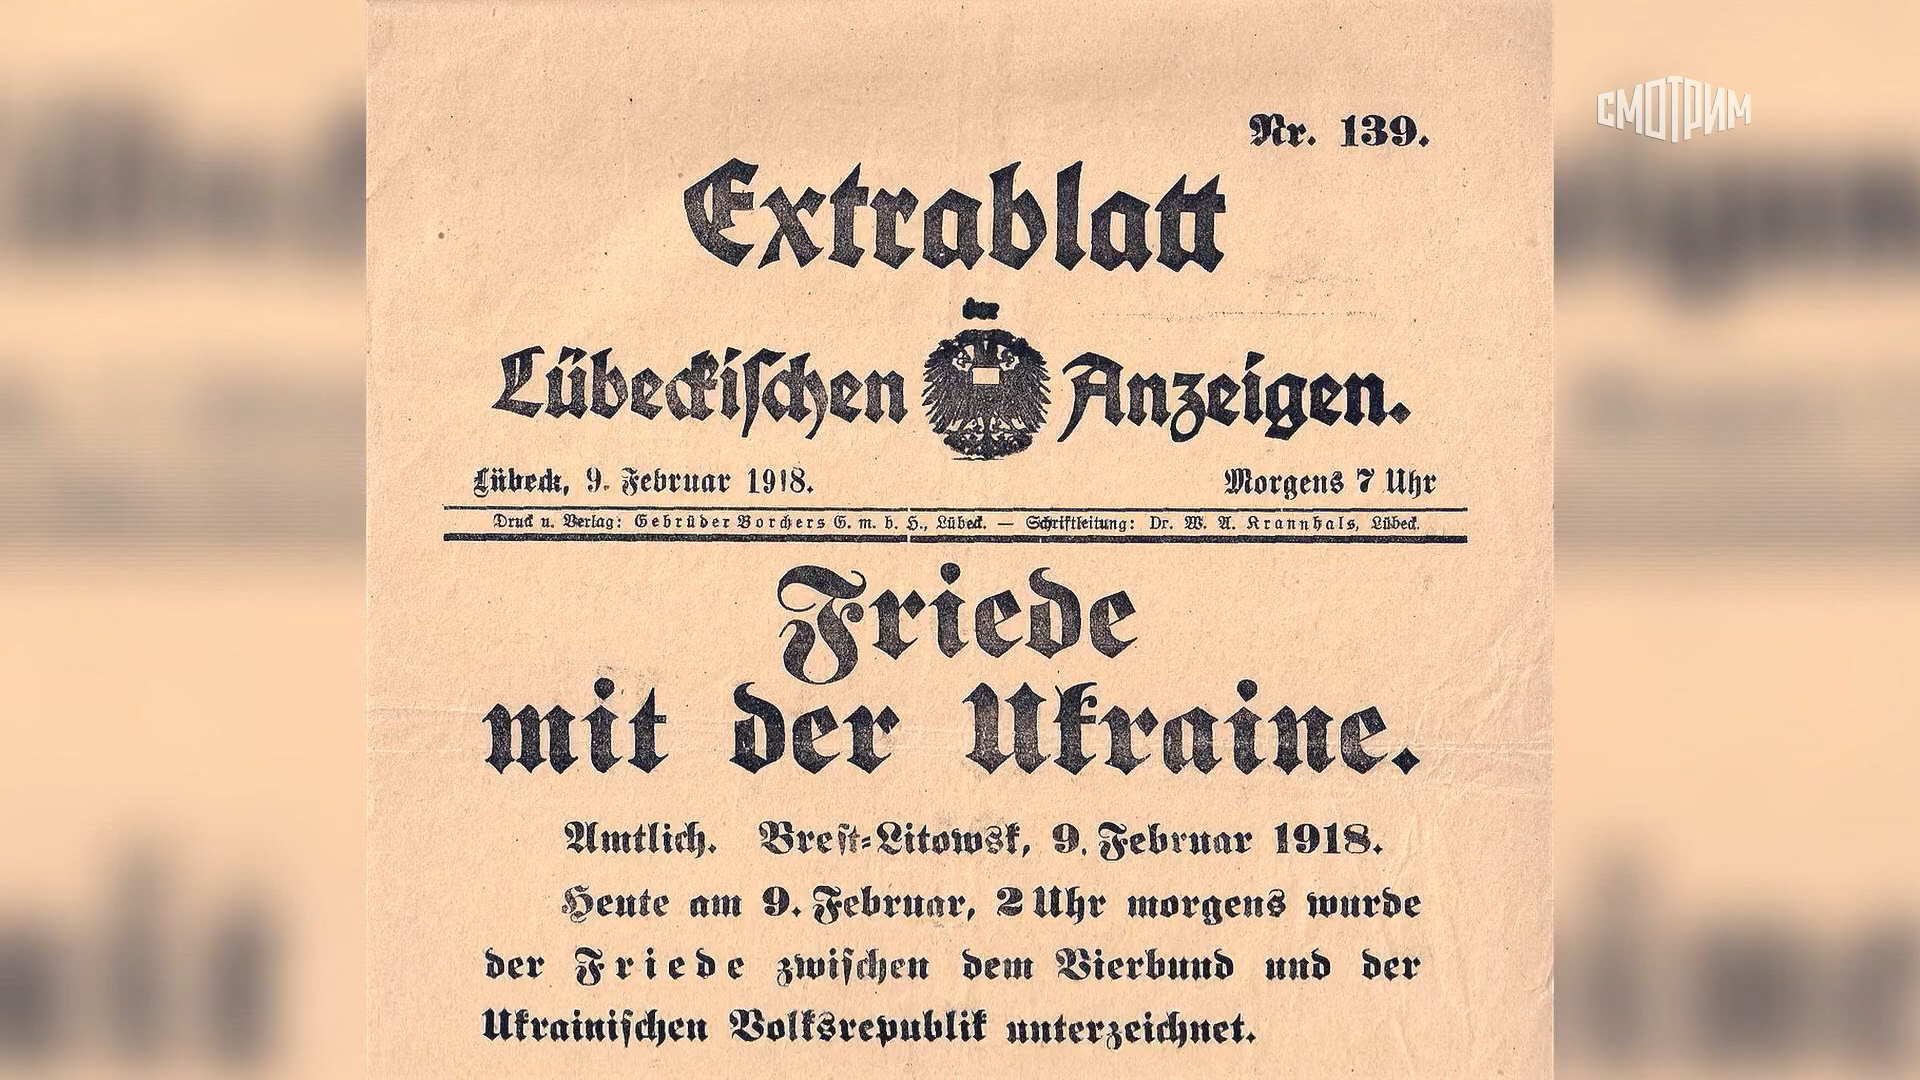 СМОТРИМ
Nr. 139.
Extrablatt
der
Lübeckischen Anzeigen.
Lübeck, 9. Februar 1918. Morgens 7 Uhr
Druck u. Verlag: Gebrüder Borchers G. m. b. H., Lübeck. — Schriftleitung: Dr. W. A. Krannhals, Lübeck.
Friede
mit der Ukraine.
Amtlich. Brest-Litowsk, 9. Februar 1918.
Heute am 9. Februar, 2 Uhr morgens wurde
der Friede zwischen dem Vierbund und der
Ukrainischen Volksrepublik unterzeichnet.